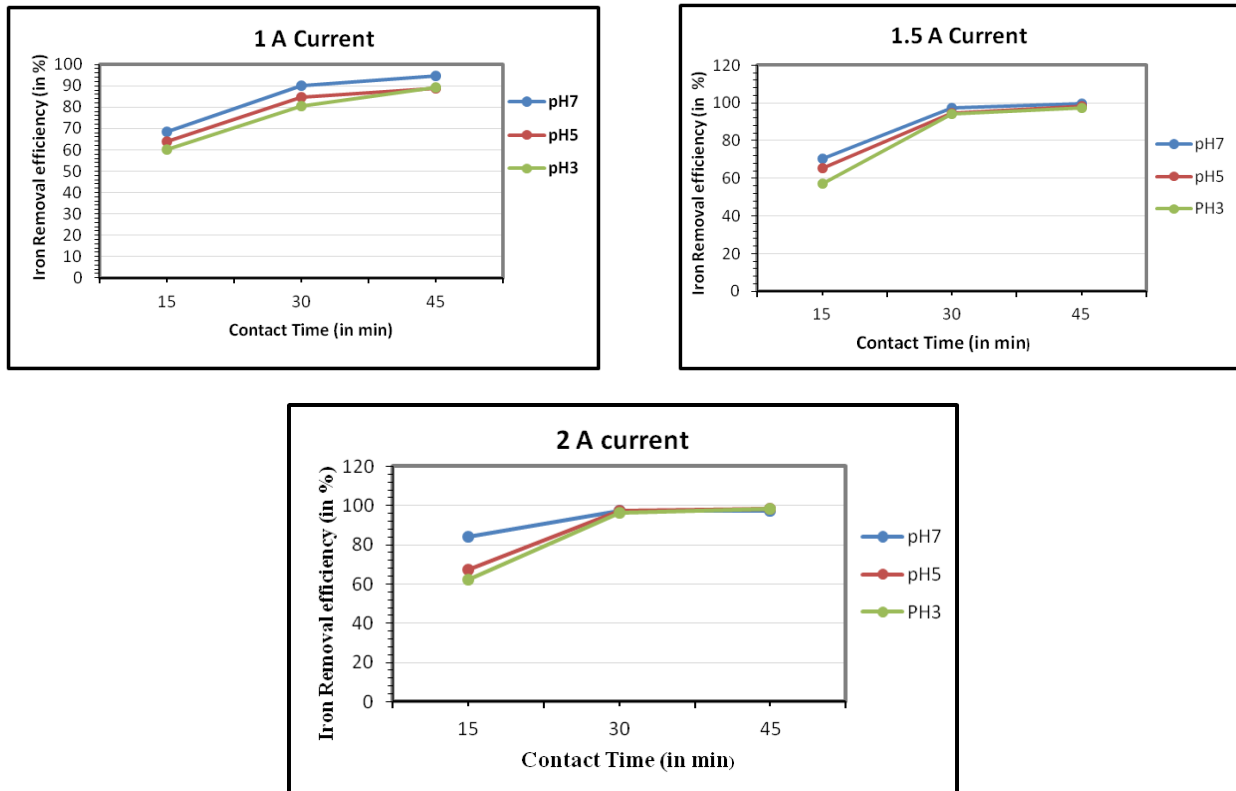 1 A Current
Iron Removal efficiency (in %)
100
90
80
70
60
50
40
30
20
10
0
15 30 45
Contact Time (in min)
pH7
pH5
pH3
1.5 A Current
Iron Removal efficiency (in %)
120
100
80
60
40
20
0
15 30 45
Contact Time (in min)
pH7
pH5
PH3
2 A current
Iron Removal efficiency (in %)
120
100
80
60
40
20
0
15 30 45
Contact Time (in min)
pH7
pH5
PH3